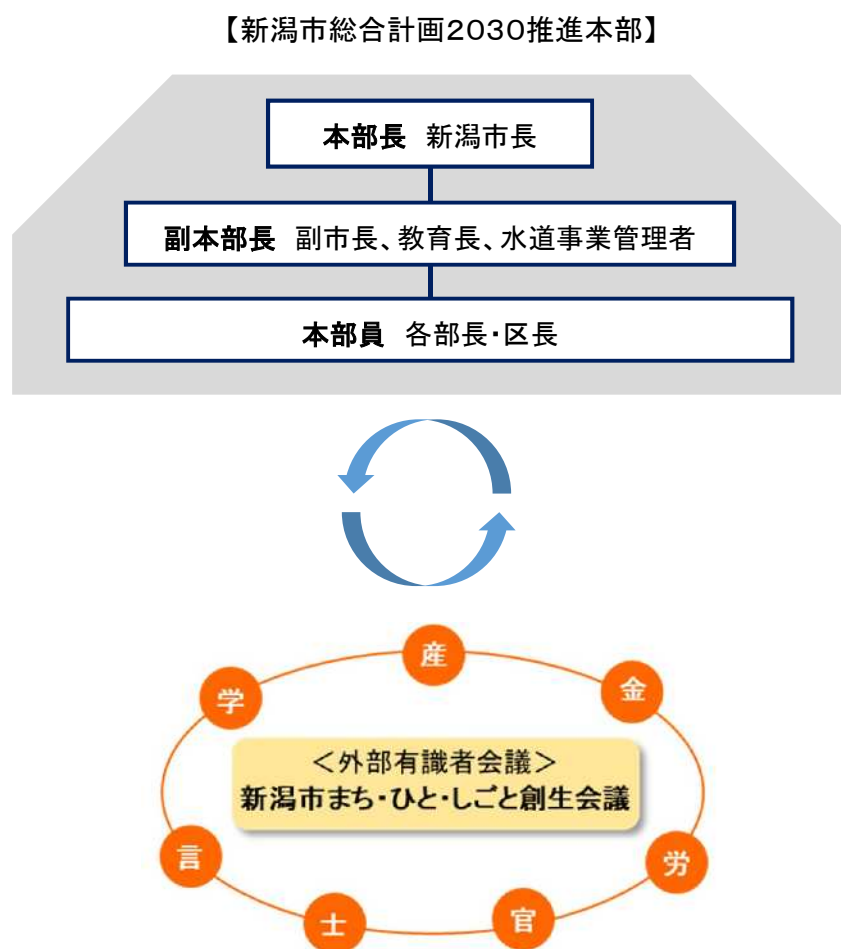 【新潟市総合計画2030推進本部】
本部長 新潟市長
副本部長 副市長、教育長、水道事業管理者
本部員 各部長・区長
産
学
金
＜外部有識者会議＞
新潟市まち・ひと・しごと創生会議
言
労
士
官